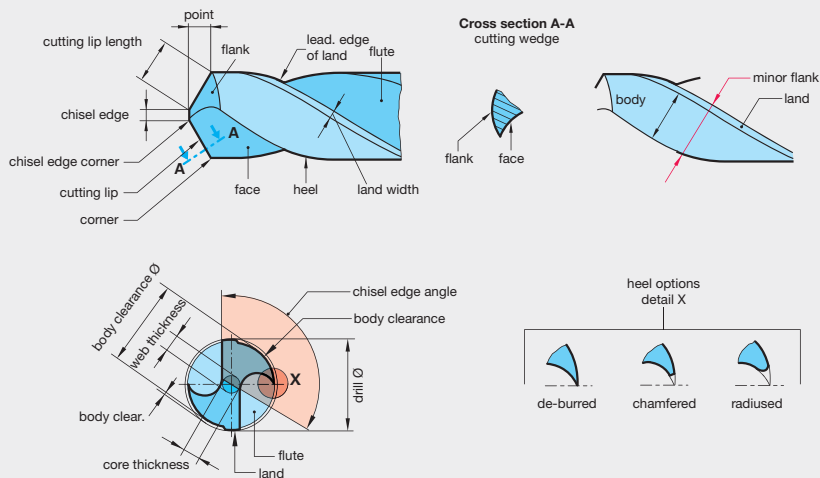 point
cutting lip length
flank
lead. edge
of land
flute
chisel edge
A
A
chisel edge corner
cutting lip
corner
face
heel
land width
Cross section A-A
cutting wedge
flank
face
minor flank
land
body
body clearance Ø
web thickness
body clear.
core thickness
chisel edge angle
body clearance
X
drill Ø
flute
land
heel options
detail X
de-burred
chamfered
radiused